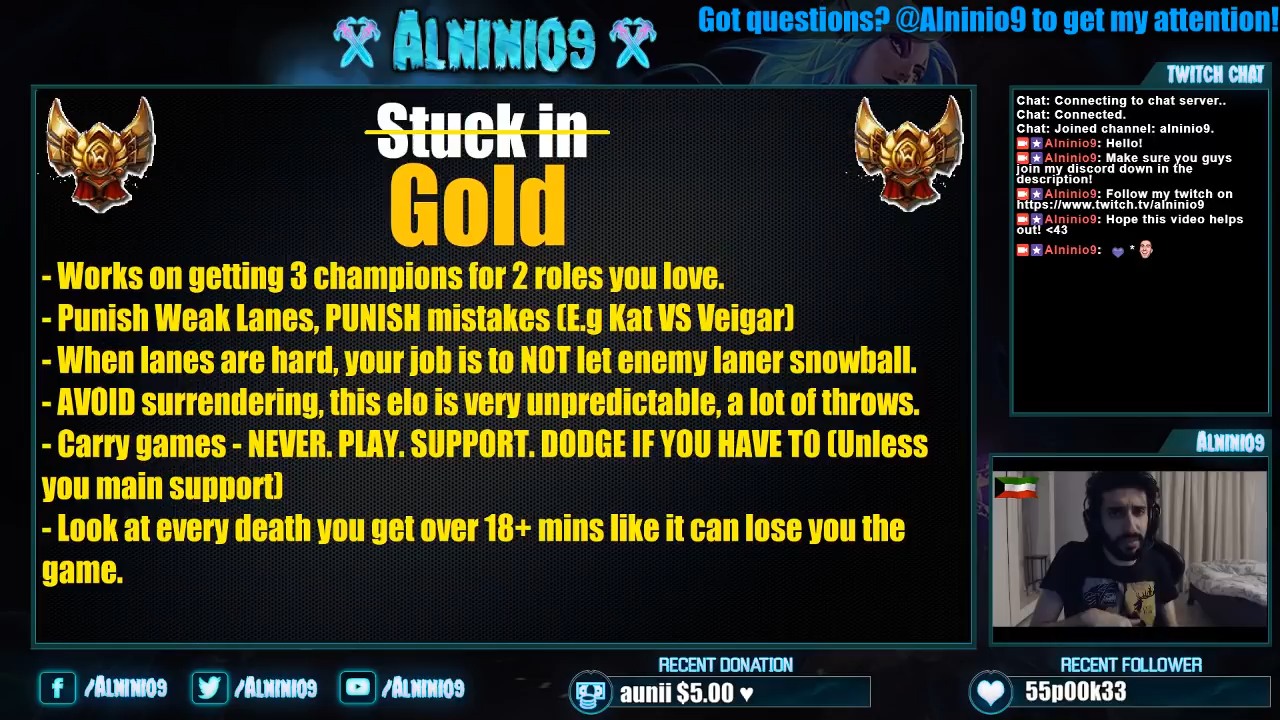 ALNINIO9
Got questions? @Alninio9 to get my attention!
TWITCH CHAT
Stuck in
Gold
- Works on getting 3 champions for 2 roles you love.
- Punish Weak Lanes, PUNISH mistakes (E.g Kat VS Veigar)
- When lanes are hard, your job is to NOT let enemy laner snowball.
- AVOID surrendering, this elo is very unpredictable, a lot of throws.
- Carry games - NEVER. PLAY. SUPPORT. DODGE IF YOU HAVE TO (Unless
you main support)
- Look at every death you get over 18+ mins like it can lose you the
game.
Chat: Connecting to chat server..
Chat: Connected.
Chat: Joined channel: alninio9.
Alninio9: Hello!
Alninio9: Make sure you guys
join my discord down in the
description!
Alninio9: Follow my twitch on
https://www.twitch.tv/alninio9
Alninio9: Hope this video helps
out! <43
Alninio9: *
ALNINIO9
/ALNINIO9
/ALNINIO9
/ALNINIO9
RECENT DONATION
aunii $5.00 ♥
RECENT FOLLOWER
55p00k33